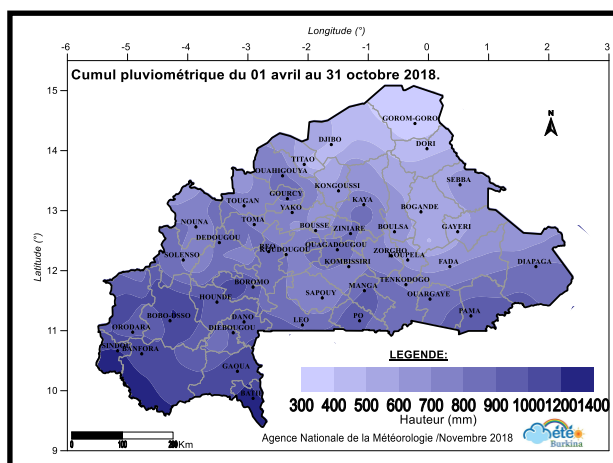 Longitude (°)
-6 -5 -4 -3 -2 -1 0 1 2 3
Cumul pluviométrique du 01 avril au 31 octobre 2018.
15
GOROM-GORO
N
DJIBO
DORI
14
TITAO
OUAHIGOUYA
KONGOUSSI
SEBBA
GOURCY
TOUGAN
YAKO
KAYA
BOGANDE
13
NOUNA
TOMA
BOUSSE
ZINIARE
BOULSA
GAYERI
DEDOUGOU
REO
KOUDOUGOU
OUAGADOUGOU
ZORGHO
KOUPELA
SOLENSO
KOMBISSIRI
FADA
DIAPAGA
12
Latitude (°)
BOROMO
MANGA
TENKODOGO
HOUNDE
SAPOUY
OUARGAYE
BOBO-DSSO
DANO
LEO
PO
PAMA
11
ORODARA
DIEBOUGOU
SINDOU
BANFORA
LEGENDE:
GAOUA
BATIE
10
300 400 500 600 700 800 900 1000 1200 1400
Hauteur (mm)
Agence Nationale de la Météorologie /Novembre 2018
été
Burkina
0 100 200 Km
9